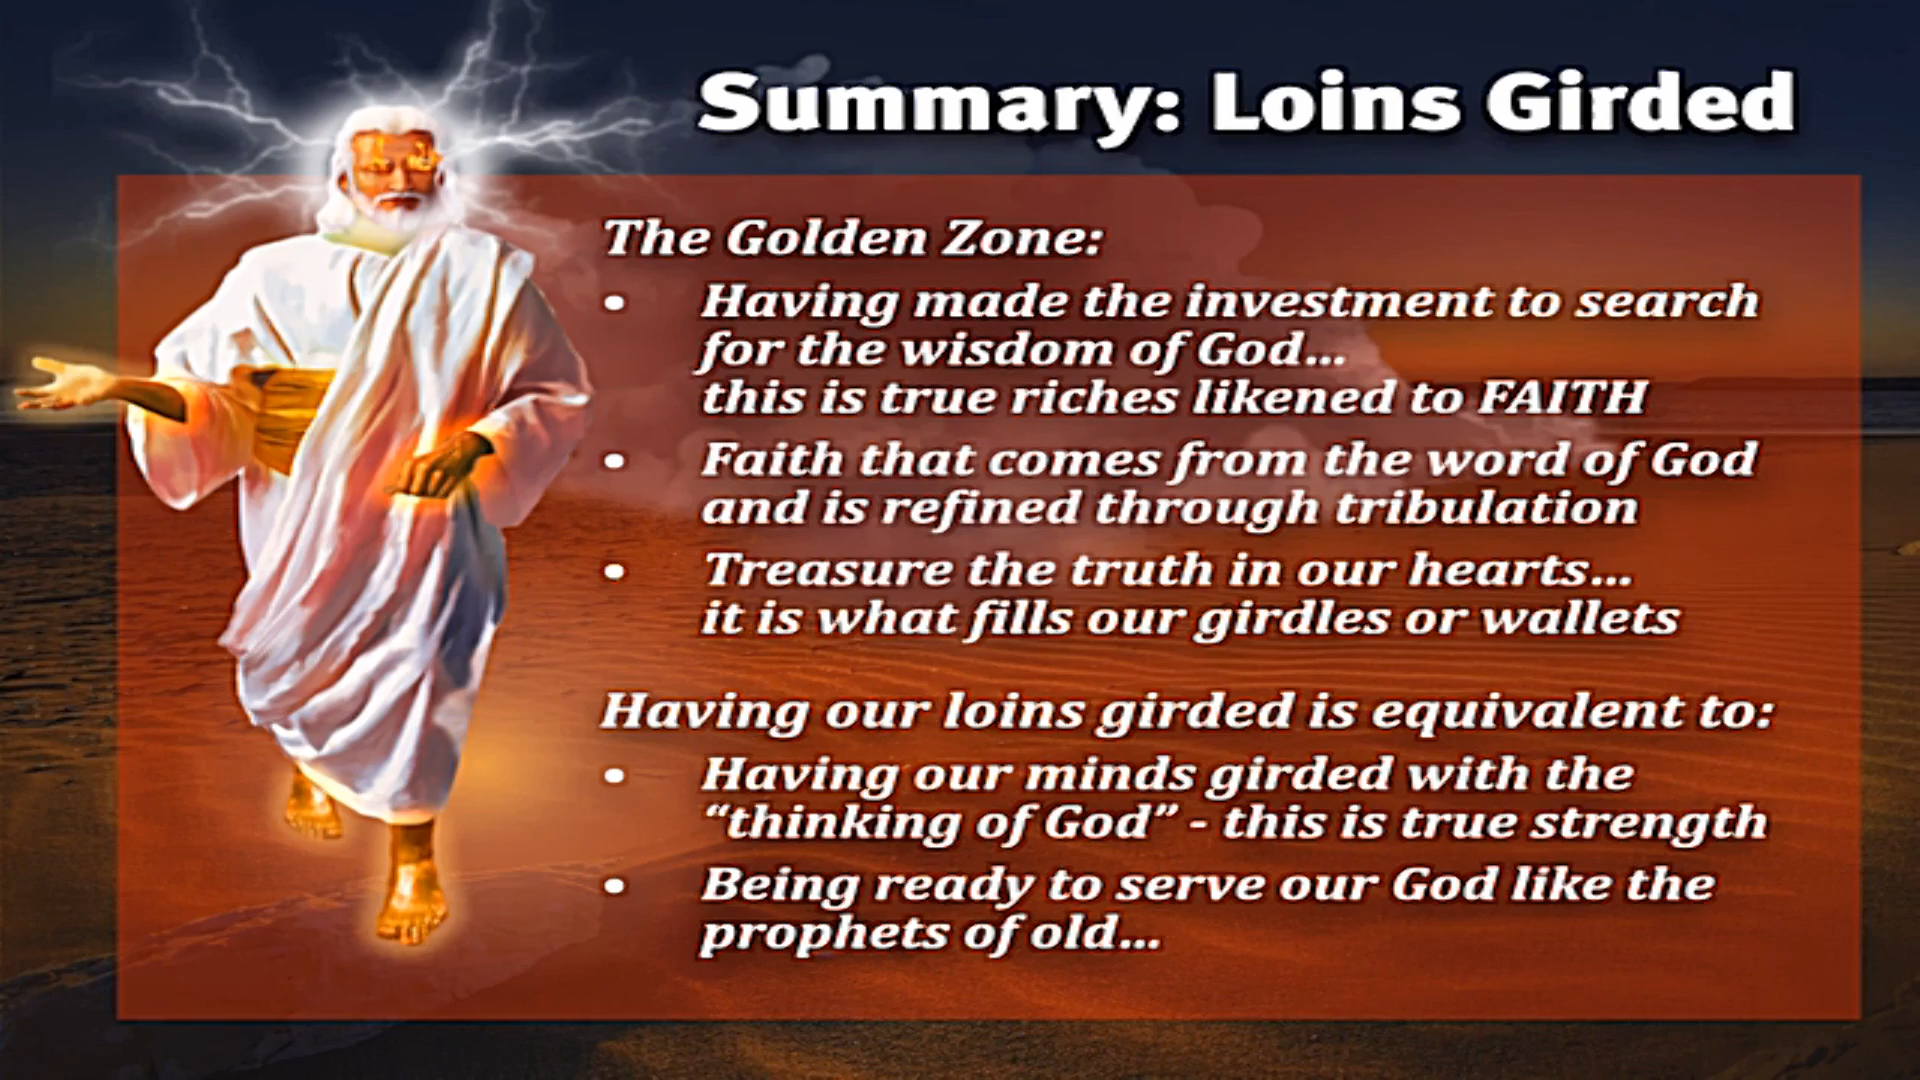 Summary: Loins Girded
The Golden Zone:
• Having made the investment to search
for the wisdom of God...
this is true riches likened to FAITH
• Faith that comes from the word of God
and is refined through tribulation
• Treasure the truth in our hearts...
it is what fills our girdles or wallets
Having our loins girded is equivalent to:
• Having our minds girded with the
“thinking of God” - this is true strength
• Being ready to serve our God like the
prophets of old...